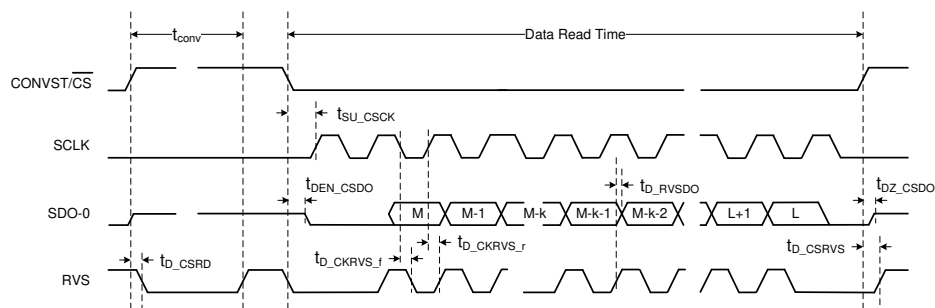 t_conv
Data Read Time
CONVST/CS
t_SU_CSCK
SCLK
t_DEN_CSDO
t_D_RVSDO
t_DZ_CSDO
SDO-0
M
M-1
M-k
M-k-1
M-k-2
L+1
L
t_D_CKRVS_r
t_D_CSRD
t_D_CKRVS_f
t_D_CSRVS
RVS